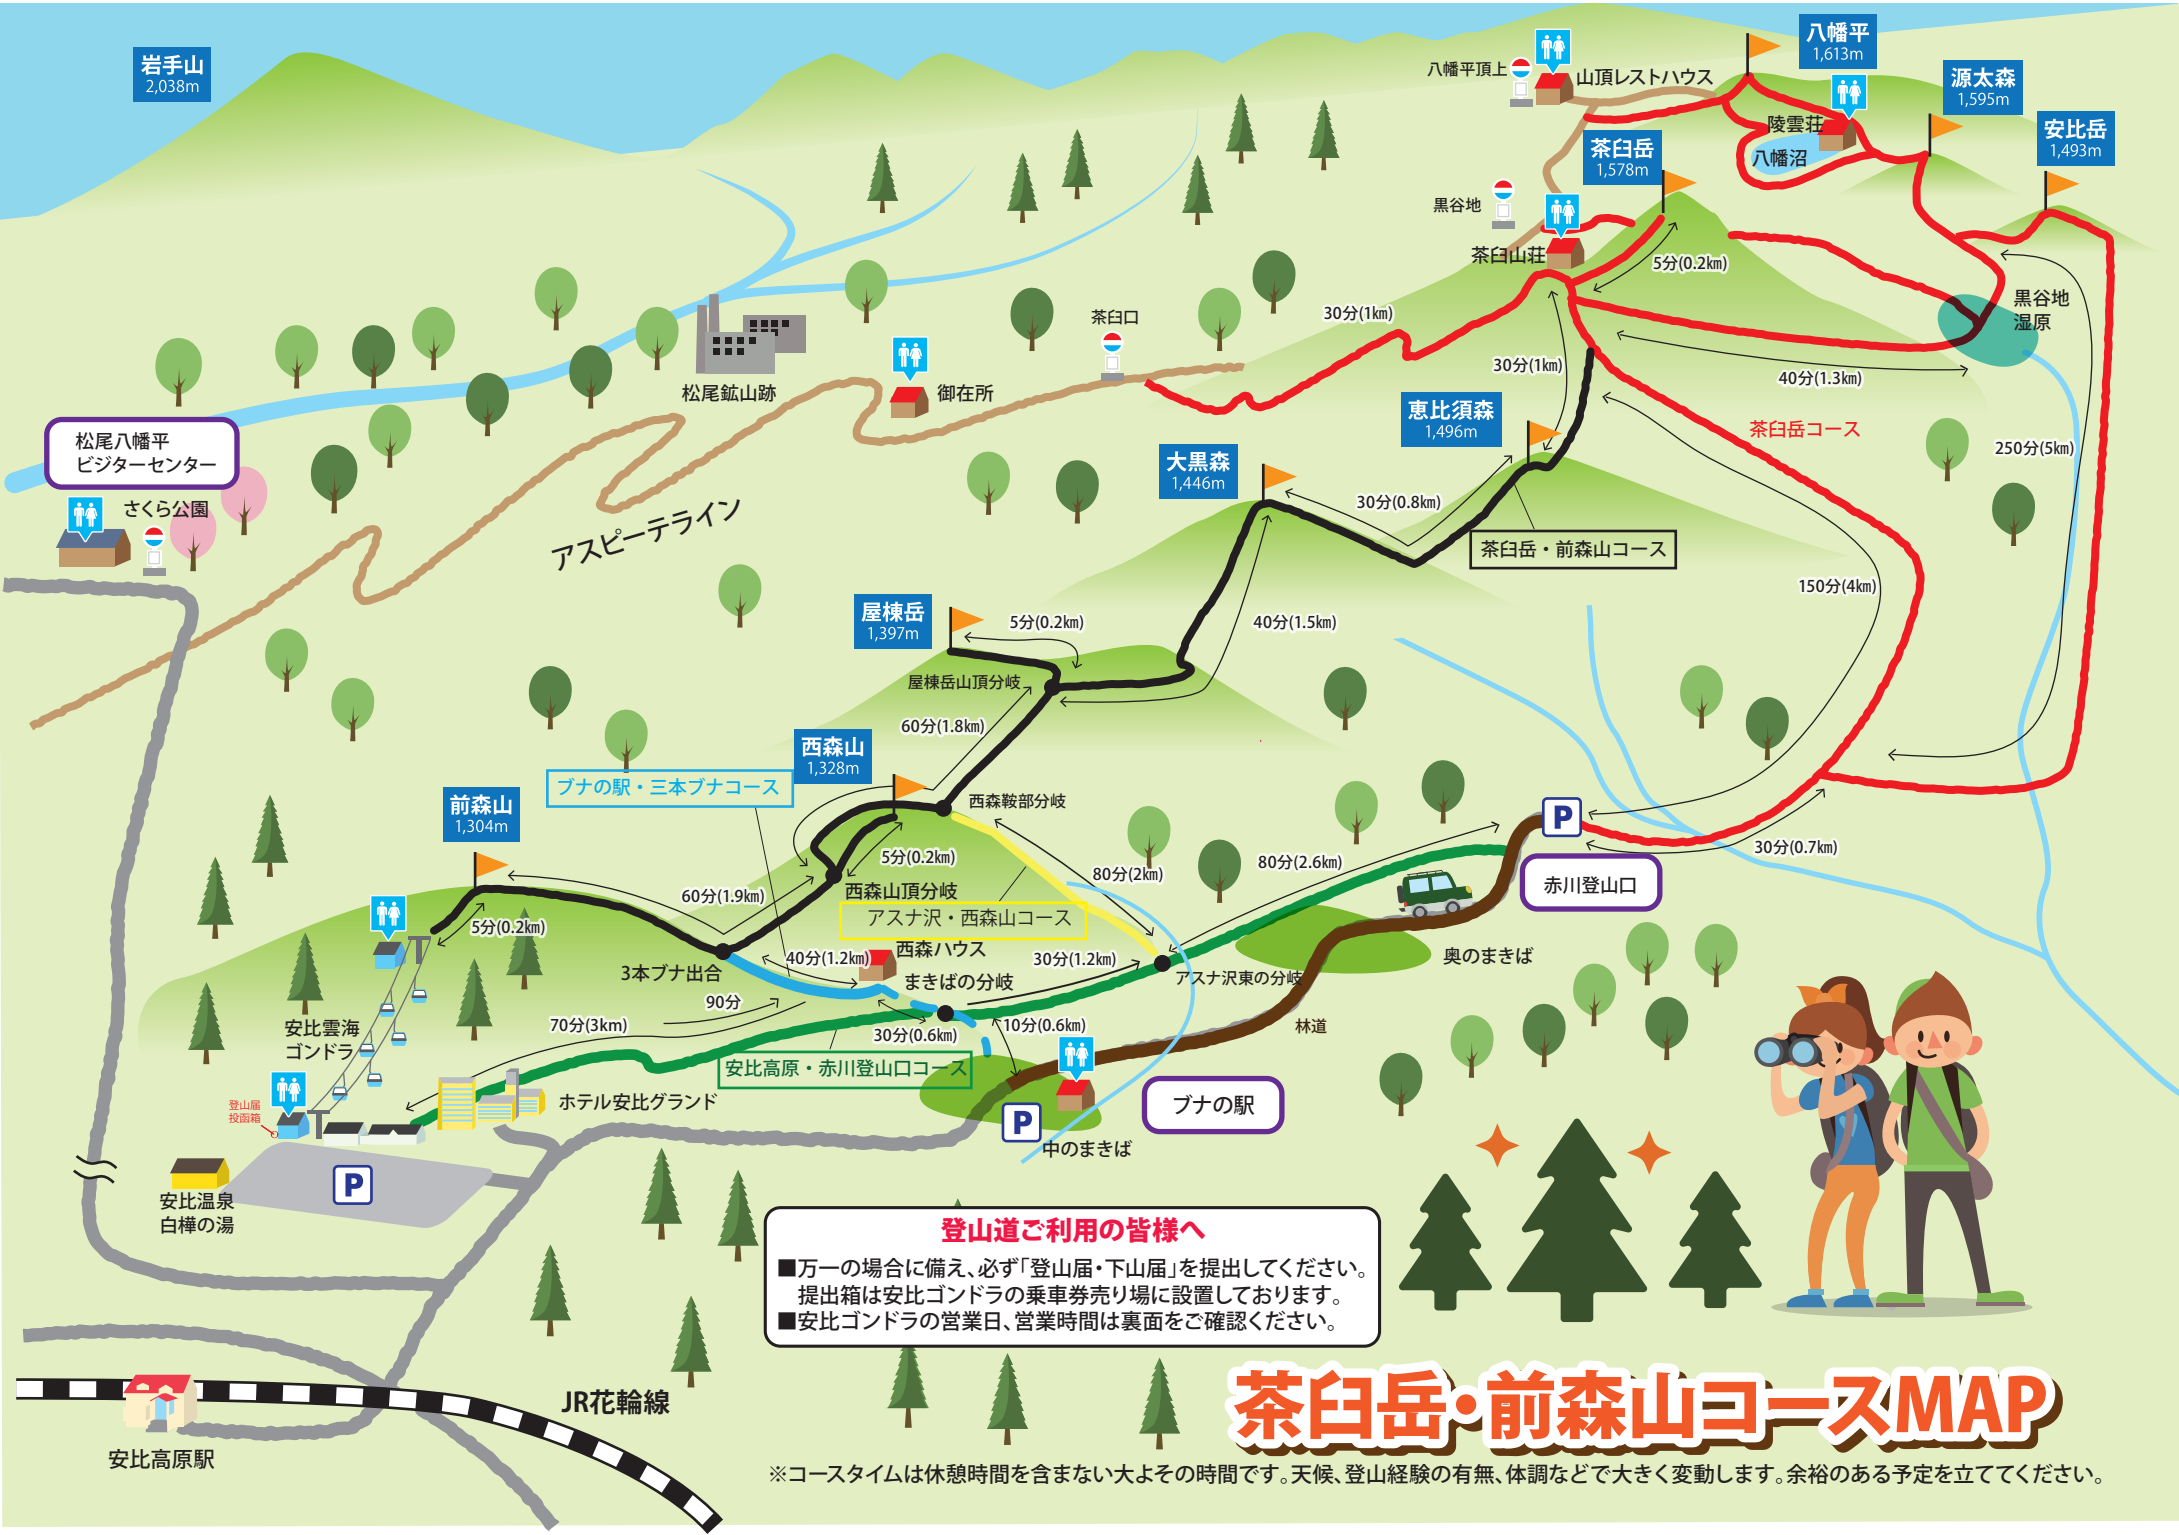 岩手山
2,038m
八幡平
1,613m
源太森
1,595m
安比岳
1,493m
八幡平頂上
山頂レストハウス
陵雲荘
八幡沼
茶臼岳
1,578m
黒谷地
茶臼山荘
5分(0.2km)
黒谷地
湿原
30分(1km)
茶臼口
30分(1km)
40分(1.3km)
松尾鉱山跡
御在所
恵比須森
1,496m
茶臼岳コース
250分(5km)
松尾八幡平
ビジターセンター
さくら公園
大黒森
1,446m
30分(0.8km)
アスピーテライン
茶臼岳・前森山コース
150分(4km)
屋棟岳
1,397m
5分(0.2km)
40分(1.5km)
屋棟岳山頂分岐
60分(1.8km)
西森山
1,328m
ブナの駅・三本ブナコース
前森山
1,304m
西森鞍部分岐
P
5分(0.2km)
80分(2km)
80分(2.6km)
30分(0.7km)
赤川登山口
60分(1.9km)
西森山頂分岐
アスナ沢・西森山コース
5分(0.2km)
西森ハウス
奥のまきば
3本ブナ出合
40分(1.2km)
30分(1.2km)
まきばの分岐
アスナ沢東の分岐
90分
安比雲海
ゴンドラ
70分(3km)
30分(0.6km)
10分(0.6km)
林道
安比高原・赤川登山口コース
登山届
投函箱
ホテル安比グランド
ブナの駅
P
中のまきば
P
安比温泉
白樺の湯
登山道ご利用の皆様へ
■万一の場合に備え、必ず「登山届・下山届」を提出してください。
提出箱は安比ゴンドラの乗車券売り場に設置しております。
■安比ゴンドラの営業日、営業時間は裏面をご確認ください。
JR花輪線
安比高原駅
茶臼岳・前森山コースMAP
※コースタイムは休憩時間を含まない大よその時間です。天候、登山経験の有無、体調などで大きく変動します。余裕のある予定を立ててください。